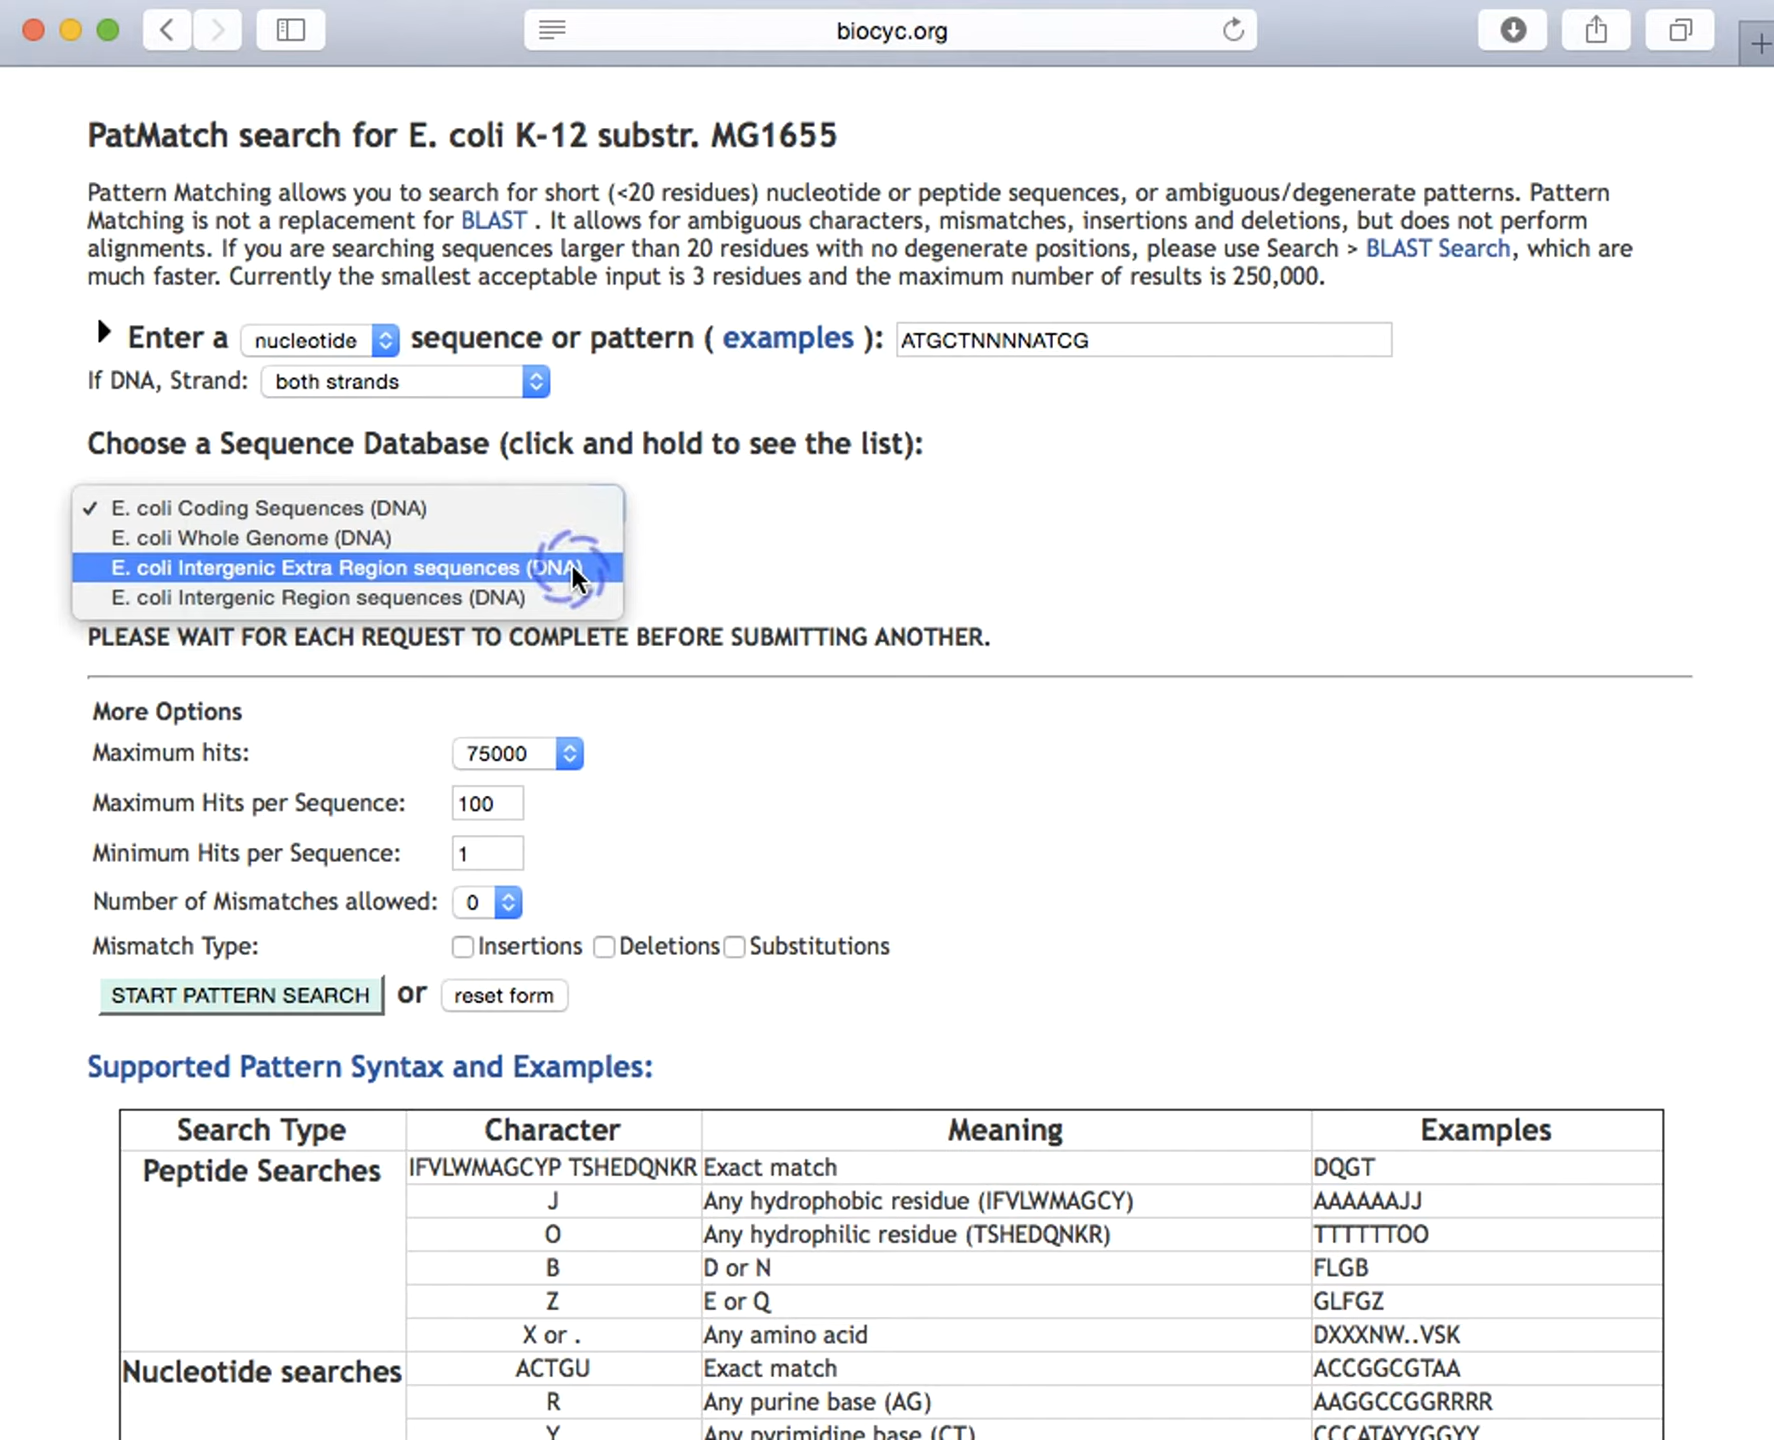 biocyc.org
PatMatch search for E. coli K-12 substr. MG1655
Pattern Matching allows you to search for short (<20 residues) nucleotide or peptide sequences, or ambiguous/degenerate patterns. Pattern
Matching is not a replacement for BLAST . It allows for ambiguous characters, mismatches, insertions and deletions, but does not perform
alignments. If you are searching sequences larger than 20 residues with no degenerate positions, please use Search > BLAST Search, which are
much faster. Currently the smallest acceptable input is 3 residues and the maximum number of results is 250,000.
Enter a nucleotide sequence or pattern ( examples ): ATGCTNNNNATCG
If DNA, Strand: both strands
Choose a Sequence Database (click and hold to see the list):
✓ E. coli Coding Sequences (DNA)
E. coli Whole Genome (DNA)
E. coli Intergenic Extra Region sequences (DNA)
E. coli Intergenic Region sequences (DNA)
PLEASE WAIT FOR EACH REQUEST TO COMPLETE BEFORE SUBMITTING ANOTHER.
More Options
Maximum hits: 75000
Maximum Hits per Sequence: 100
Minimum Hits per Sequence: 1
Number of Mismatches allowed: 0
Mismatch Type: Insertions Deletions Substitutions
START PATTERN SEARCH or reset form
Supported Pattern Syntax and Examples:
Search Type Character Meaning Examples
Peptide Searches IFVLWMAGCYP TSHEDQNKR Exact match DQGT
J Any hydrophobic residue (IFVLWMAGCY) AAAAAAJJ
O Any hydrophilic residue (TSHEDQNKR) TTTTTTOO
B D or N FLGB
Z E or Q GLFGZ
X or . Any amino acid DXXXNW..VSK
Nucleotide searches ACTGU Exact match ACCGGCGTAA
R Any purine base (AG) AAGGCCGGRRRR
Y Any pyrimidine base (CT) CCCATAYYGGYY